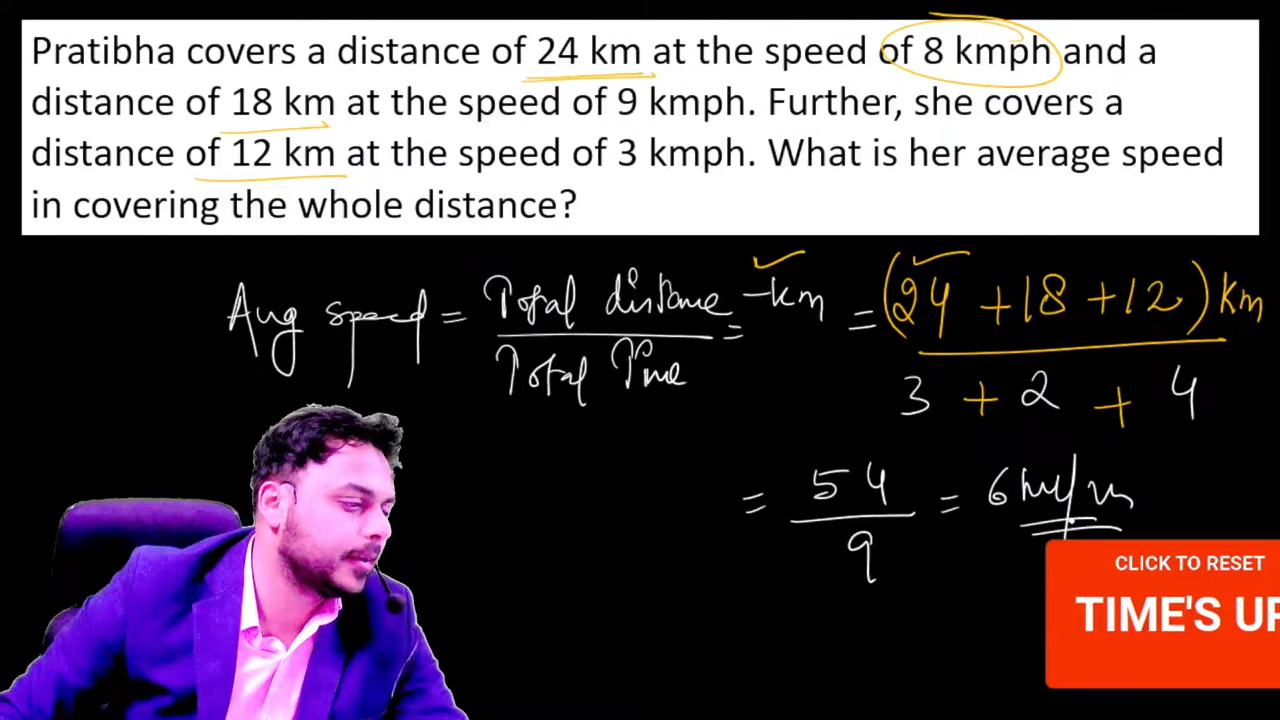 Pratibha covers a distance of 24 km at the speed of 8 kmph and a
distance of 18 km at the speed of 9 kmph. Further, she covers a
distance of 12 km at the speed of 3 kmph. What is her average speed
in covering the whole distance?
Avg speed = Total distance / Total Time = -km = (24 + 18 + 12) km / 3 + 2 + 4
= 54 / 9 = 6
CLICK TO RESET
TIME'S UP